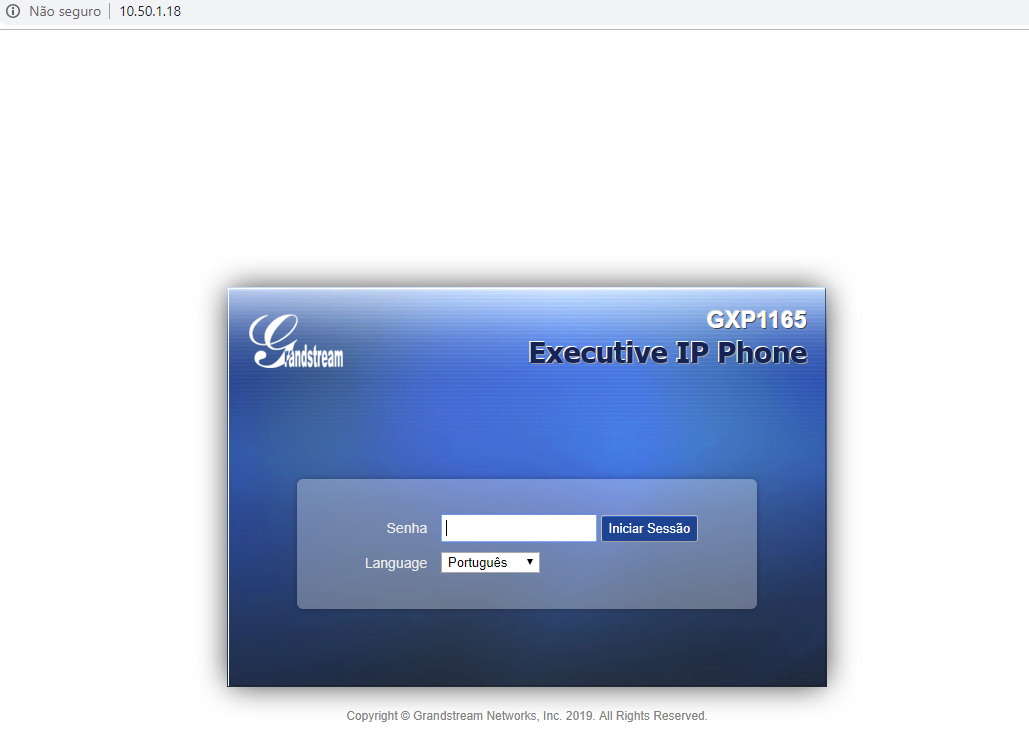 Não seguro | 10.50.1.18
Grandstream
GXP1165
Executive IP Phone
Senha
Iniciar Sessão
Language
Português
Copyright © Grandstream Networks, Inc. 2019. All Rights Reserved.